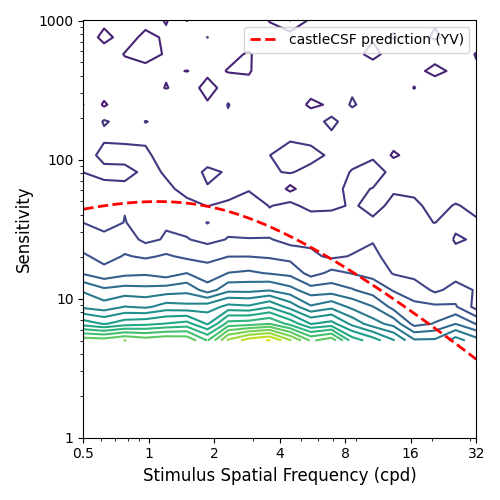 1000
castleCSF prediction (YV)
100
Sensitivity
10
1
0.5 1 2 4 8 16 32
Stimulus Spatial Frequency (cpd)